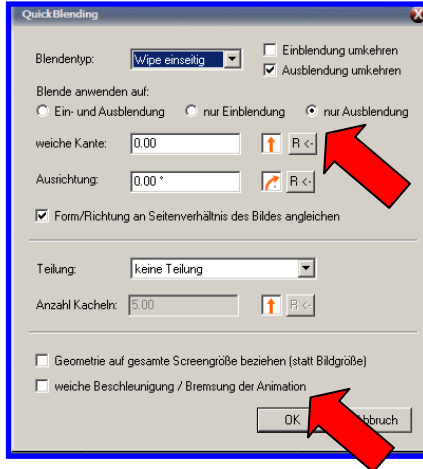 QuickBlending
Blendentyp: Wipe einseitig
Einblendung umkehren
Ausblendung umkehren
Blende anwenden auf:
Ein- und Ausblendung nur Einblendung nur Ausblendung
weiche Kante: 0.00 R <-
Ausrichtung: 0.00 ° R <-
Form/Richtung an Seitenverhältnis des Bildes angleichen
Teilung: keine Teilung
Anzahl Kacheln: 5.00 R <-
Geometrie auf gesamte Screengröße beziehen (statt Bildgröße)
weiche Beschleunigung / Bremsung der Animation
OK Abbruch